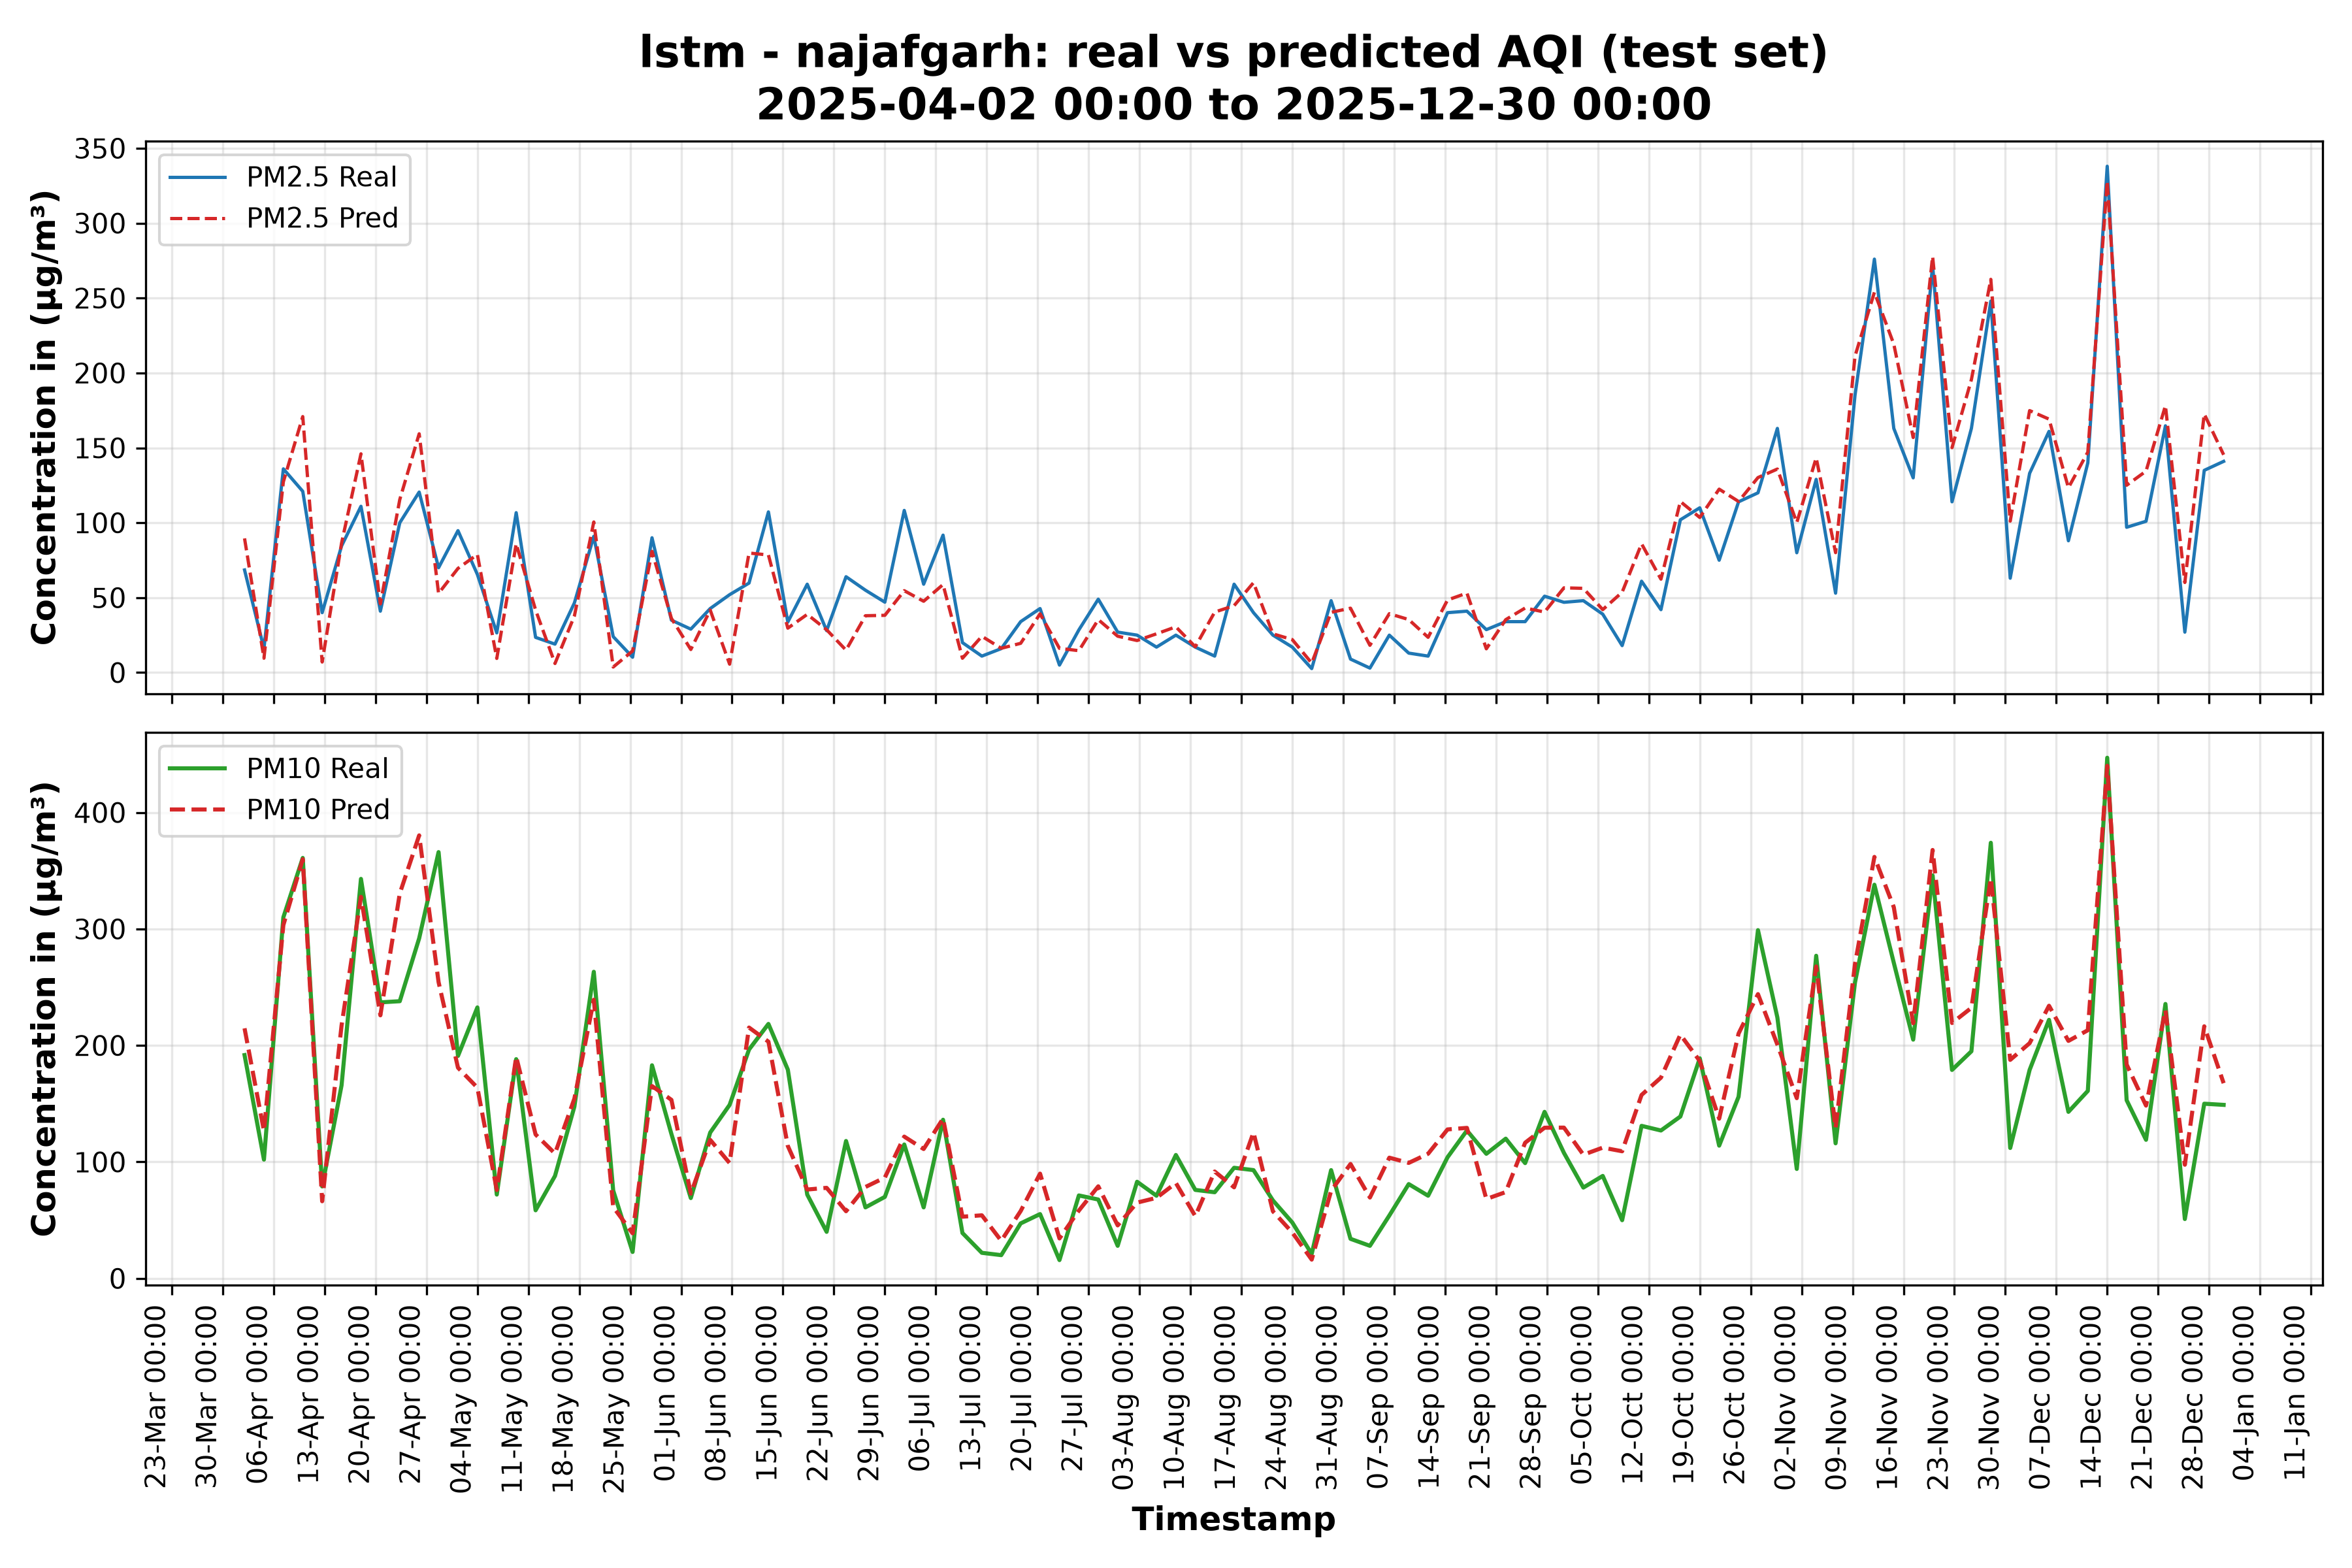 lstm - najafgarh: real vs predicted AQI (test set)
2025-04-02 00:00 to 2025-12-30 00:00
Concentration in (µg/m³)
350
300
250
200
150
100
50
0
PM2.5 Real
PM2.5 Pred
Concentration in (µg/m³)
400
300
200
100
0
PM10 Real
PM10 Pred
23-Mar 00:00
30-Mar 00:00
06-Apr 00:00
13-Apr 00:00
20-Apr 00:00
27-Apr 00:00
04-May 00:00
11-May 00:00
18-May 00:00
25-May 00:00
01-Jun 00:00
08-Jun 00:00
15-Jun 00:00
22-Jun 00:00
29-Jun 00:00
06-Jul 00:00
13-Jul 00:00
20-Jul 00:00
27-Jul 00:00
03-Aug 00:00
10-Aug 00:00
17-Aug 00:00
24-Aug 00:00
31-Aug 00:00
07-Sep 00:00
14-Sep 00:00
21-Sep 00:00
28-Sep 00:00
05-Oct 00:00
12-Oct 00:00
19-Oct 00:00
26-Oct 00:00
02-Nov 00:00
09-Nov 00:00
16-Nov 00:00
23-Nov 00:00
30-Nov 00:00
07-Dec 00:00
14-Dec 00:00
21-Dec 00:00
28-Dec 00:00
04-Jan 00:00
11-Jan 00:00
Timestamp